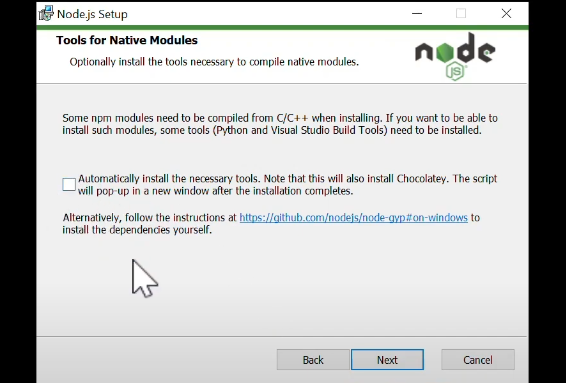 Node.js Setup
Tools for Native Modules
Optionally install the tools necessary to compile native modules.
node
JS
Some npm modules need to be compiled from C/C++ when installing. If you want to be able to
install such modules, some tools (Python and Visual Studio Build Tools) need to be installed.
Automatically install the necessary tools. Note that this will also install Chocolatey. The script
will pop-up in a new window after the installation completes.
Alternatively, follow the instructions at https://github.com/nodejs/node-gyp#on-windows to
install the dependencies yourself.
Back
Next
Cancel